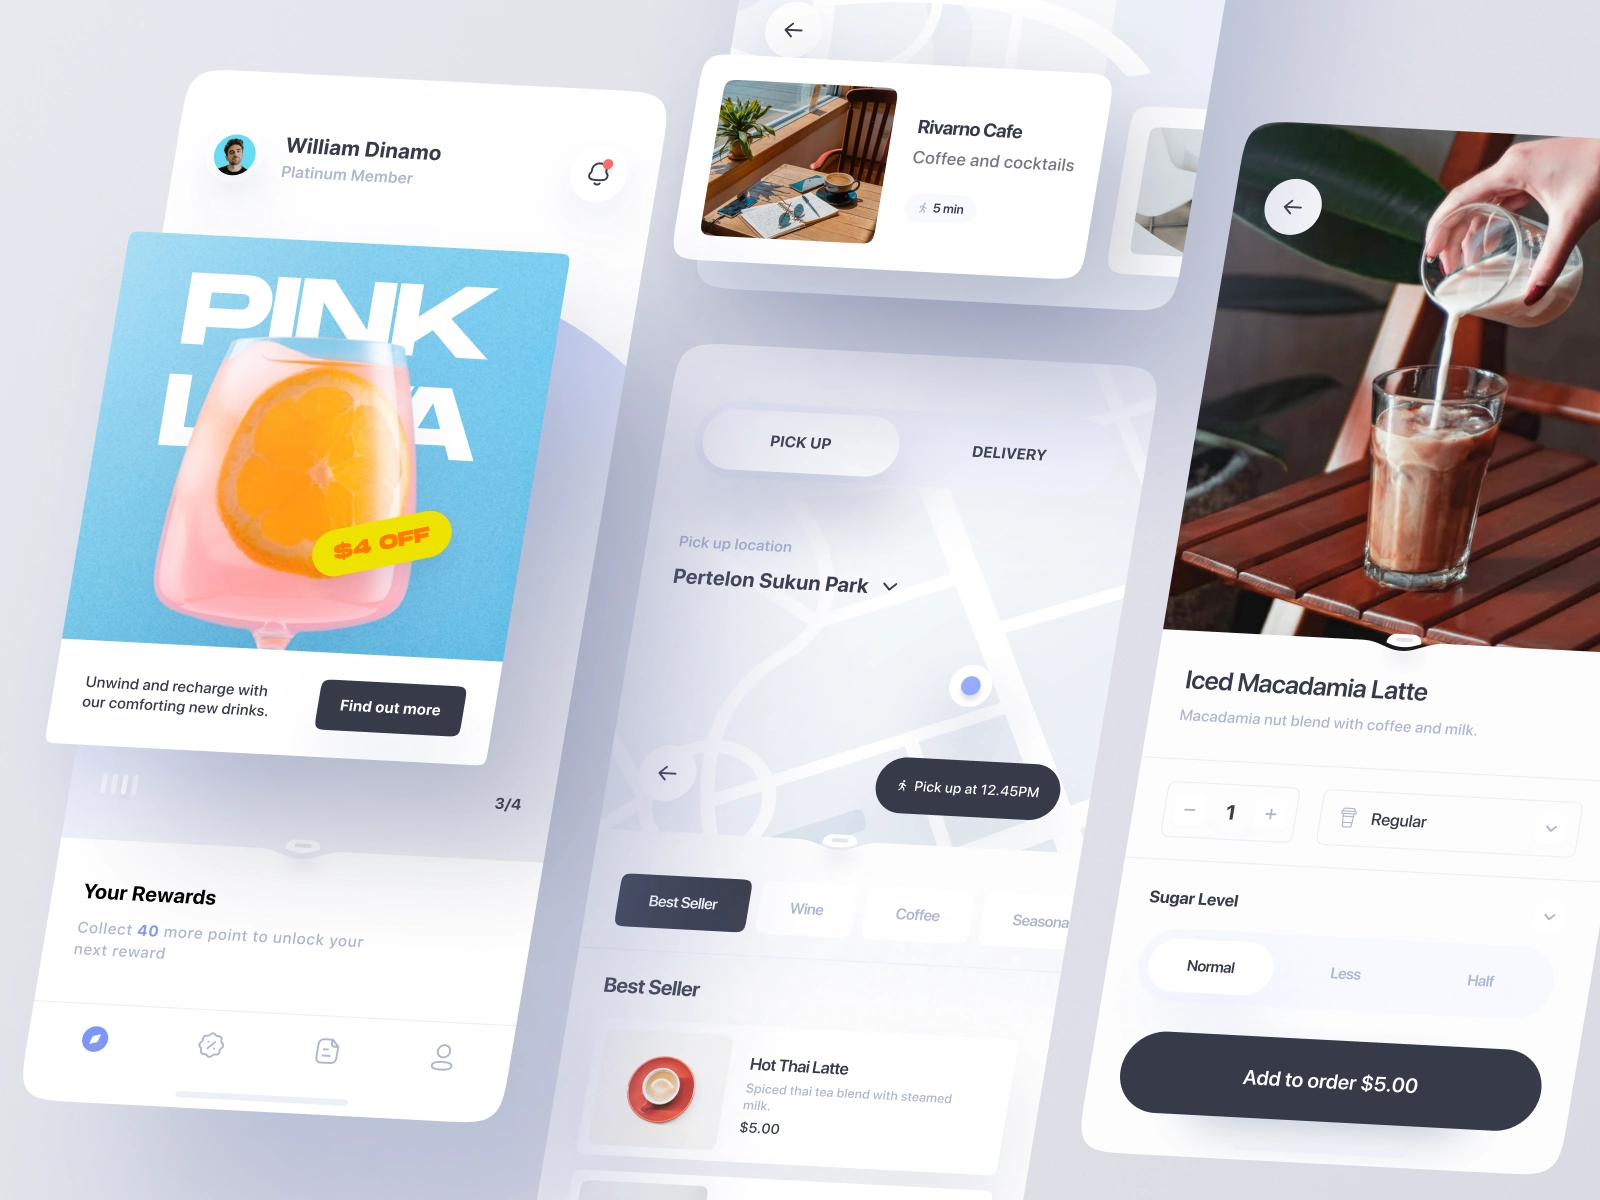 William Dinamo
Platinum Member
PINK
$4 OFF
Unwind and recharge with
our comforting new drinks.
Find out more
3/4
Your Rewards
Collect 40 more point to unlock your
next reward
Rivarno Cafe
Coffee and cocktails
5 min
PICK UP
DELIVERY
Pick up location
Pertelon Sukun Park
Pick up at 12.45PM
Best Seller
Wine
Coffee
Seasona
Best Seller
Hot Thai Latte
Spiced thai tea blend with steamed
milk.
$5.00
Iced Macadamia Latte
Macadamia nut blend with coffee and milk.
1
Regular
Sugar Level
Normal
Less
Half
Add to order $5.00